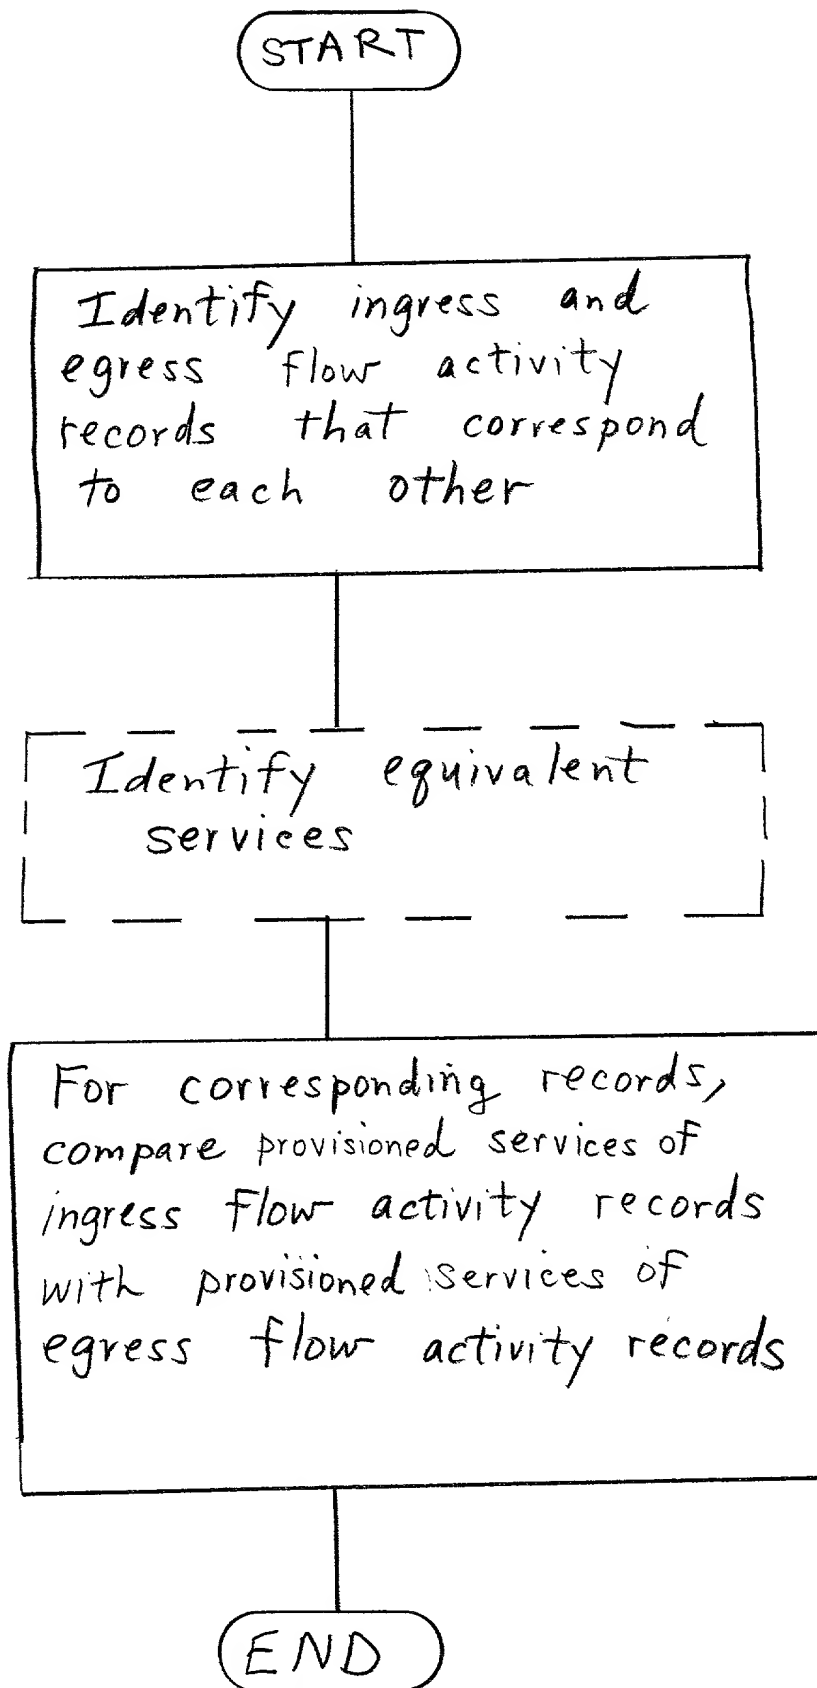 START
Identify ingress and
egress flow activity
records that correspond
to each other
Identify equivalent
services
For corresponding records,
compare provisioned services of
ingress flow activity records
with provisioned services of
egress flow activity records
END